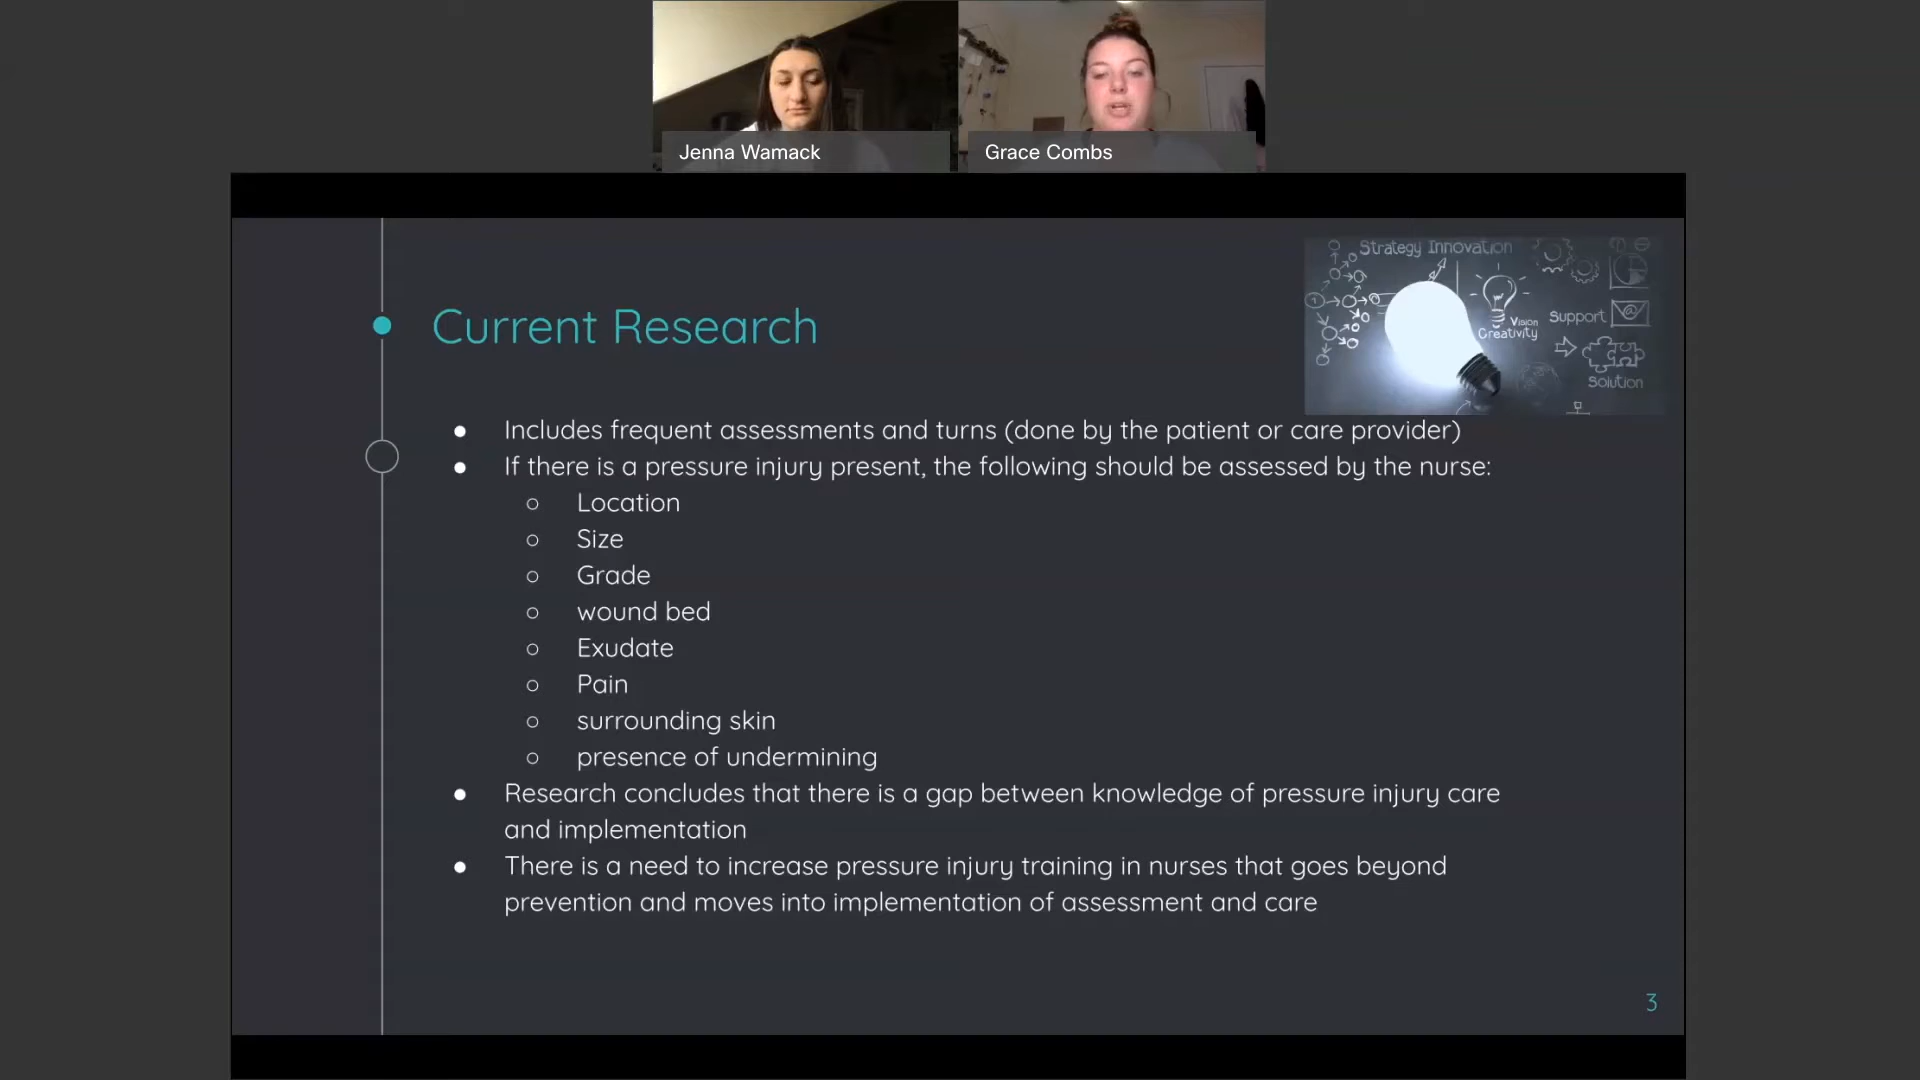 Jenna Wamack
Grace Combs
Strategy Innovation
Vision
Creativity
Support
Solution
Current Research
● Includes frequent assessments and turns (done by the patient or care provider)
● If there is a pressure injury present, the following should be assessed by the nurse:
○ Location
○ Size
○ Grade
○ wound bed
○ Exudate
○ Pain
○ surrounding skin
○ presence of undermining
● Research concludes that there is a gap between knowledge of pressure injury care
and implementation
● There is a need to increase pressure injury training in nurses that goes beyond
prevention and moves into implementation of assessment and care
3